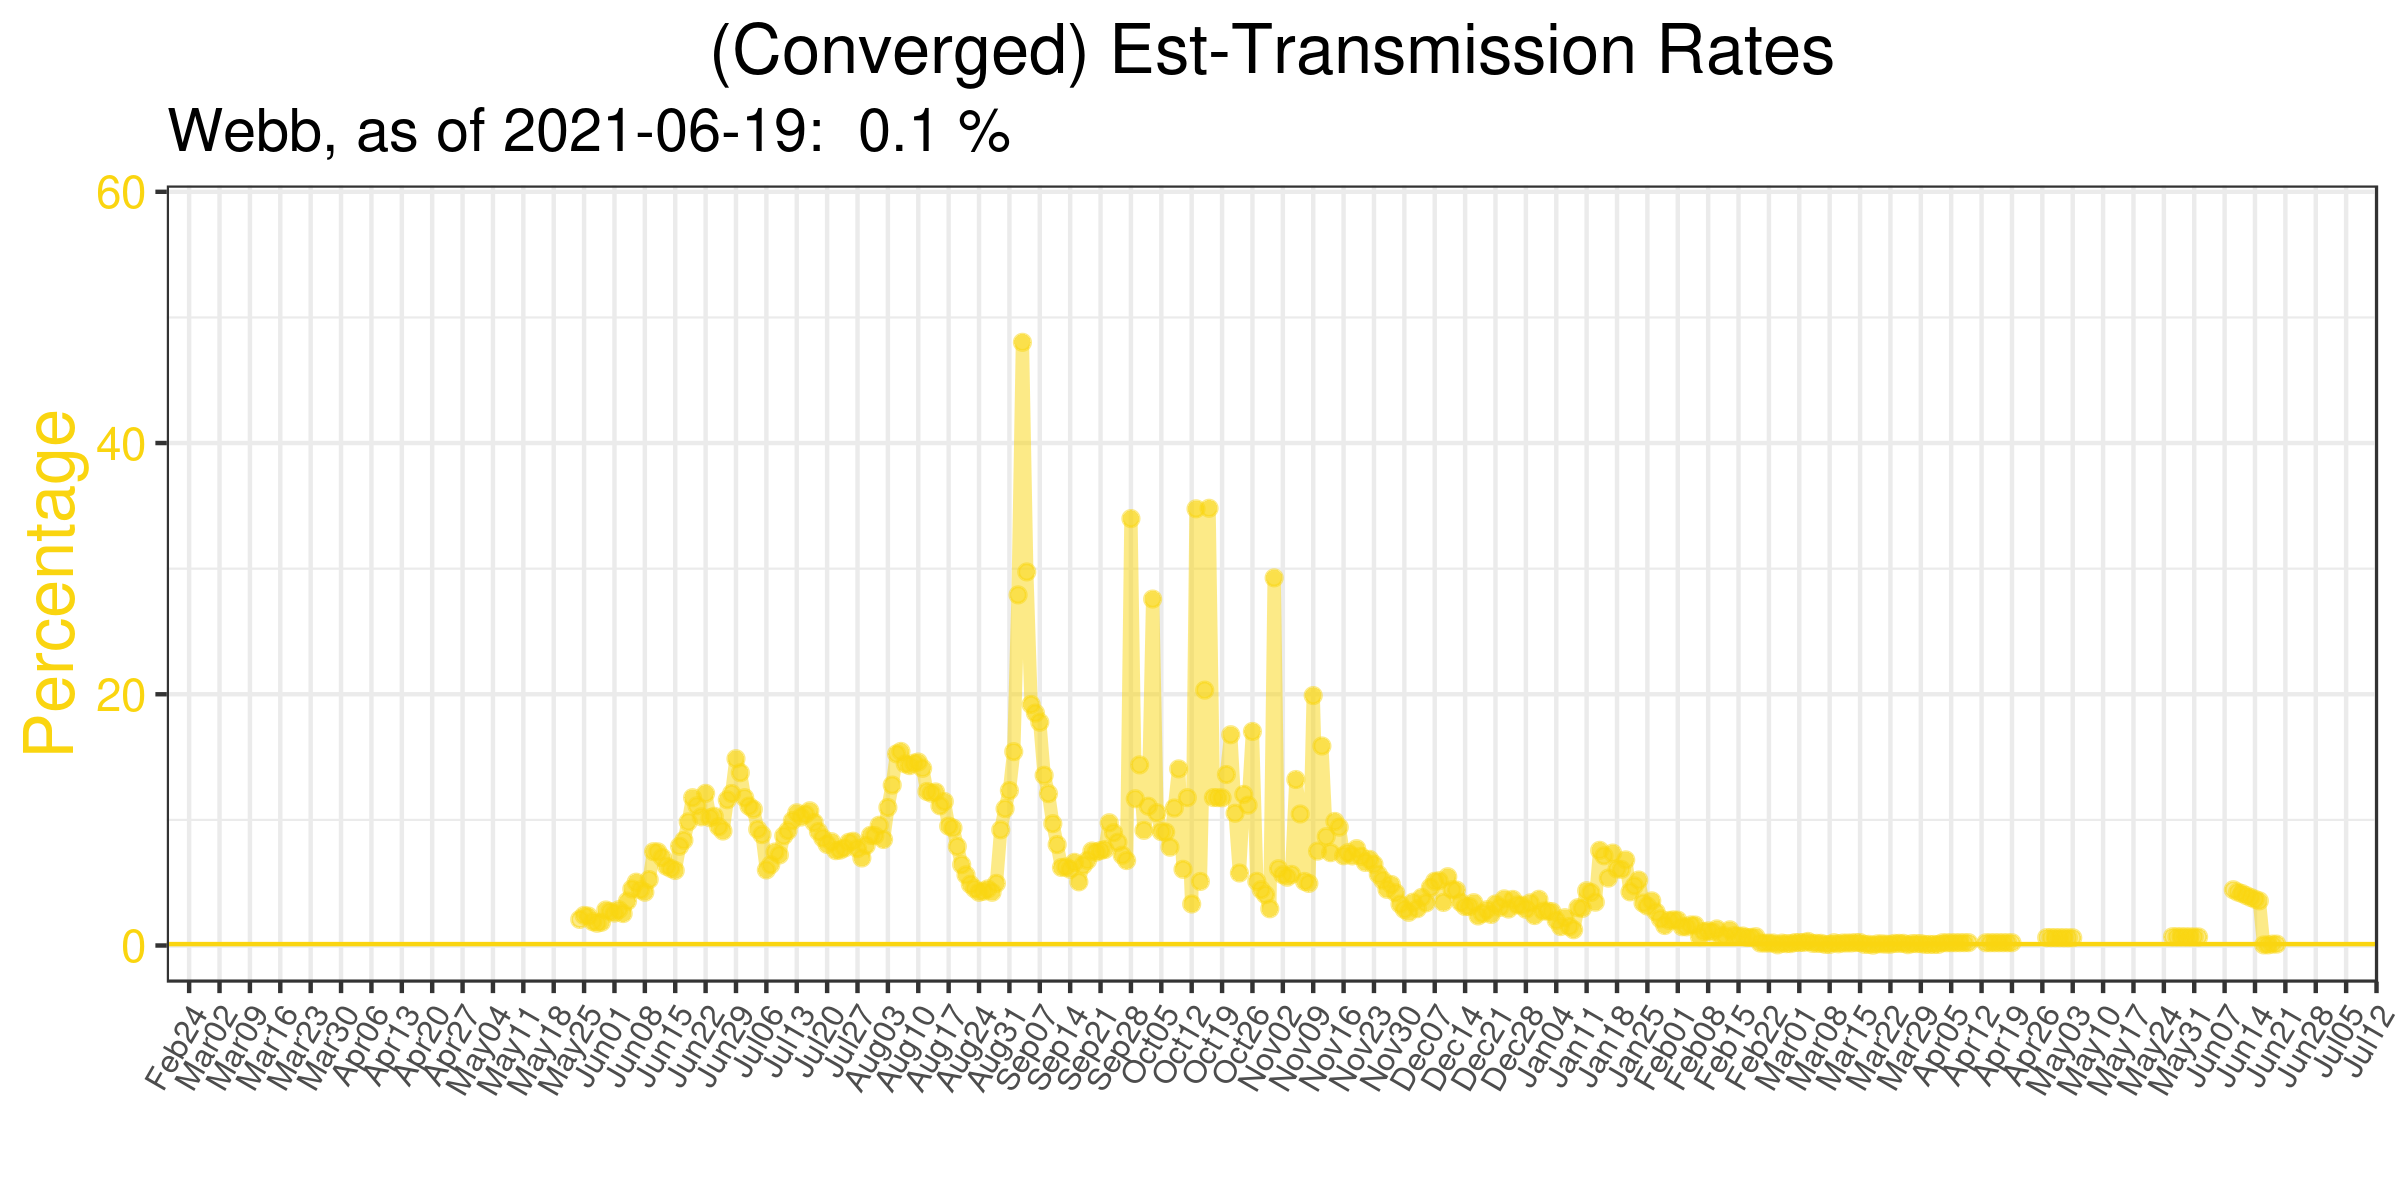 (Converged) Est-Transmission Rates
Webb, as of 2021-06-19: 0.1 %
Percentage
60
40
20
0
Feb24
Mar02
Mar09
Mar16
Mar23
Mar30
Apr06
Apr13
Apr20
Apr27
May04
May11
May18
May25
Jun01
Jun08
Jun15
Jun22
Jun29
Jul06
Jul13
Jul20
Jul27
Aug03
Aug10
Aug17
Aug24
Aug31
Sep07
Sep14
Sep21
Sep28
Oct05
Oct12
Oct19
Oct26
Nov02
Nov09
Nov16
Nov23
Nov30
Dec07
Dec14
Dec21
Dec28
Jan04
Jan11
Jan18
Jan25
Feb01
Feb08
Feb15
Feb22
Mar01
Mar08
Mar15
Mar22
Mar29
Apr05
Apr12
Apr19
Apr26
May03
May10
May17
May24
May31
Jun07
Jun14
Jun21
Jun28
Jul05
Jul12